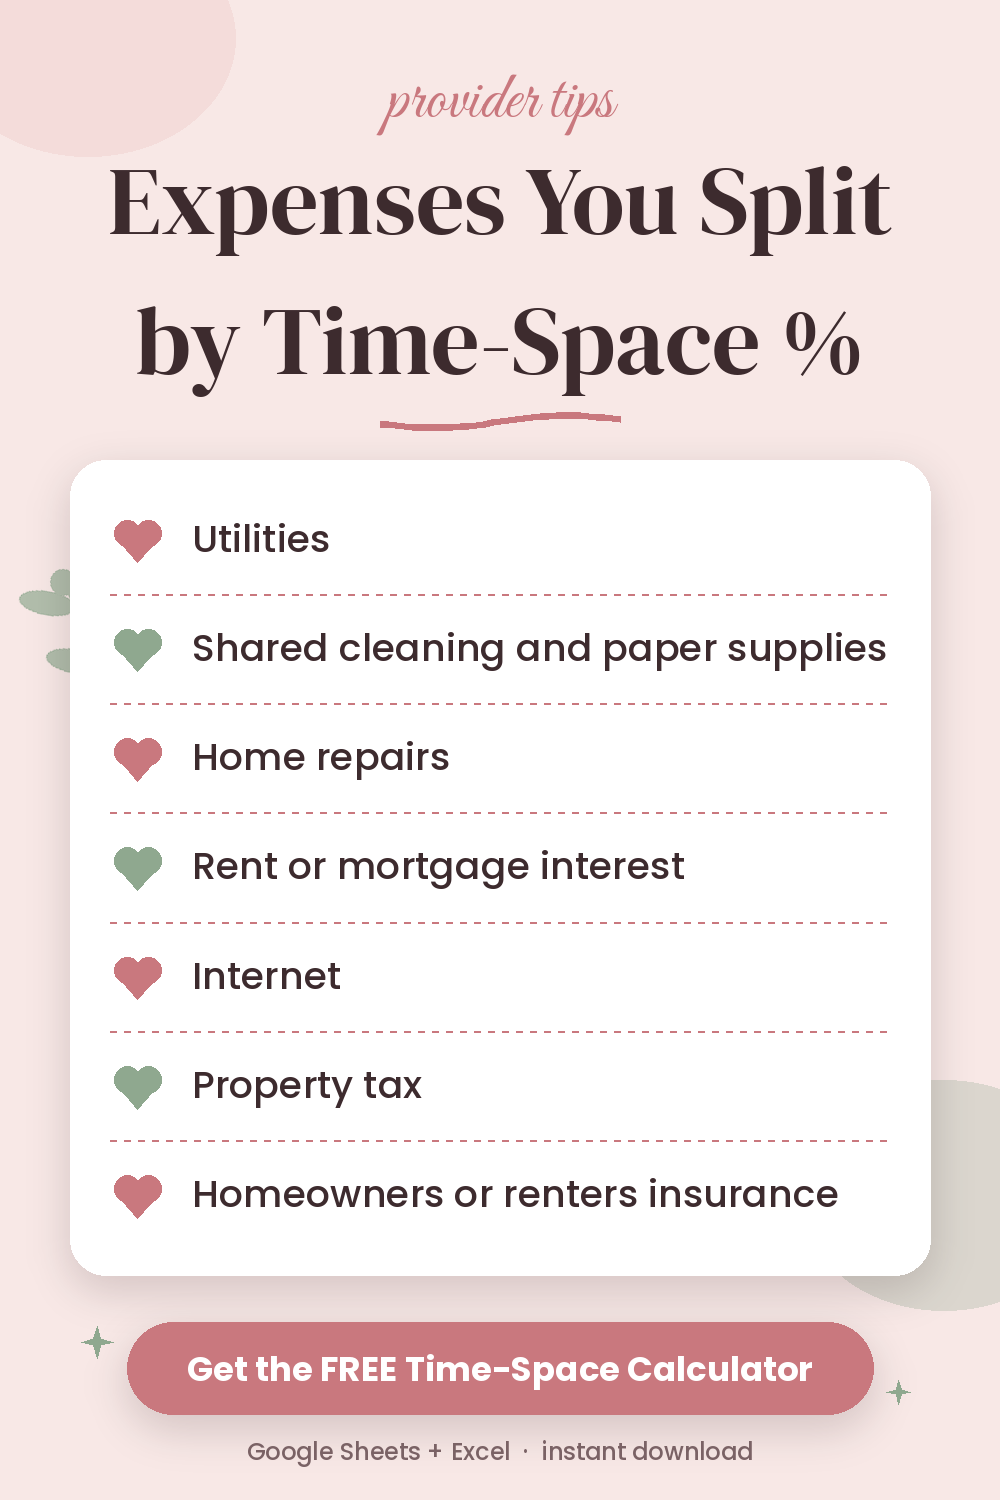 provider tips
Expenses You Split
by Time-Space %
Utilities
Shared cleaning and paper supplies
Home repairs
Rent or mortgage interest
Internet
Property tax
Homeowners or renters insurance
Get the FREE Time-Space Calculator
Google Sheets + Excel · instant download